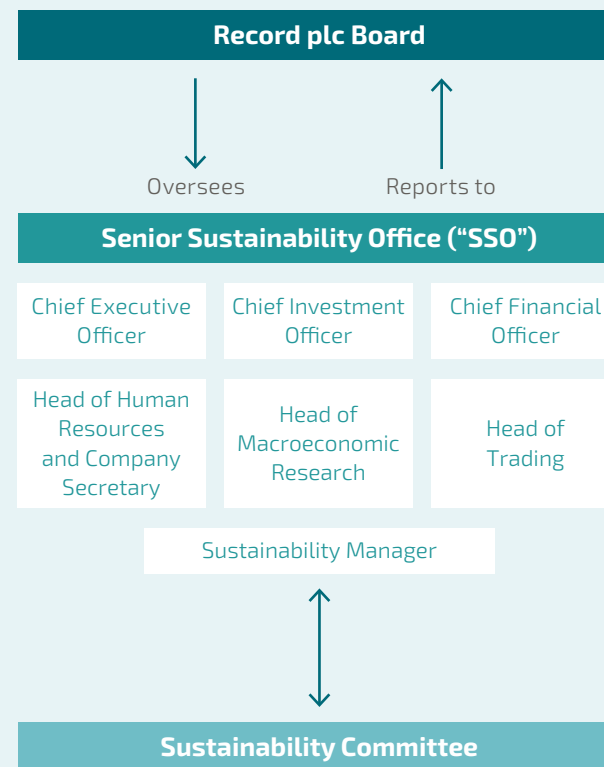 Record plc Board
Oversees
Reports to
Senior Sustainability Office (“SSO”)
Chief Executive
Officer
Chief Investment
Officer
Chief Financial
Officer
Head of Human
Resources
and Company
Secretary
Head of
Macroeconomic
Research
Head of
Trading
Sustainability Manager
Sustainability Committee